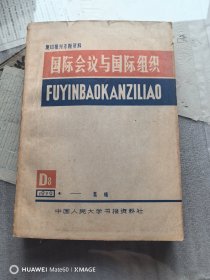 复印报刊资料
国际会议与国际组织
FUYINBAOKANZILIAO
D8
中国人民大学书报资料社
HUAWEI Mate60 / XMAGE